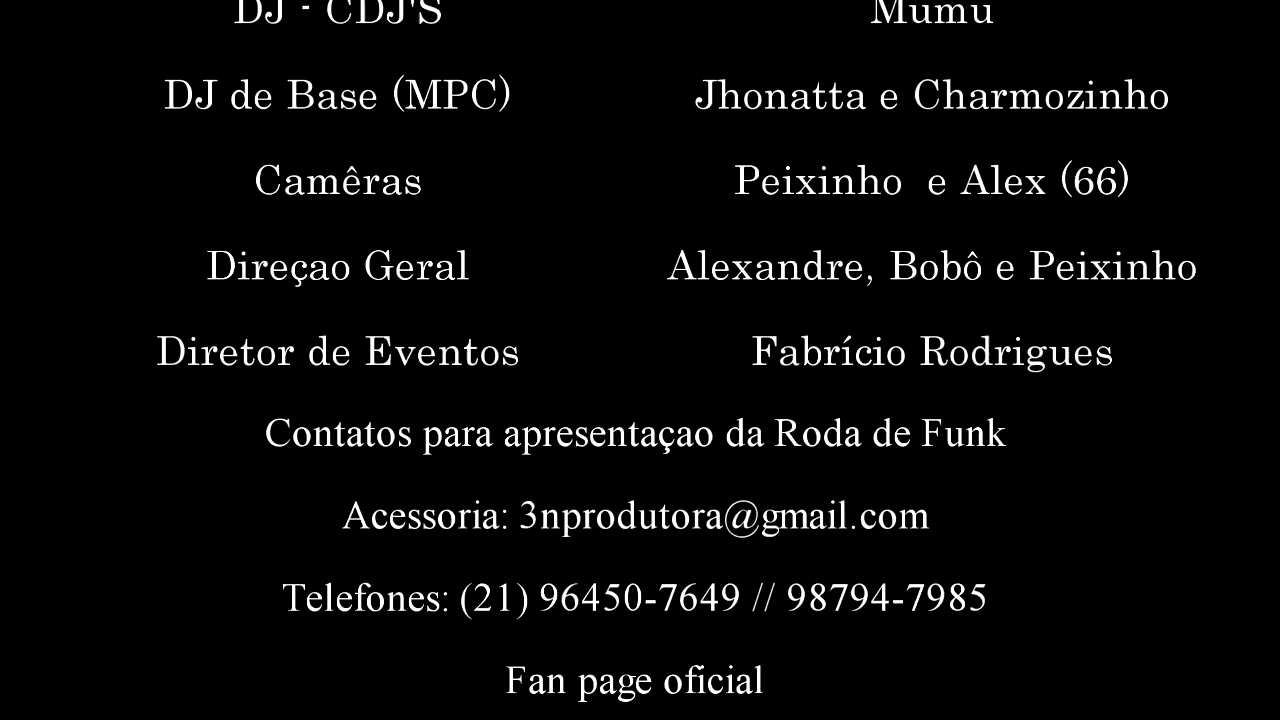 DJ - CDJ'S Mumu
DJ de Base (MPC) Jhonatta e Charmozinho
Camêras Peixinho e Alex (66)
Direçao Geral Alexandre, Bobô e Peixinho
Diretor de Eventos Fabrício Rodrigues
Contatos para apresentaçao da Roda de Funk
Acessoria: 3nprodutora@gmail.com
Telefones: (21) 96450-7649 // 98794-7985
Fan page oficial